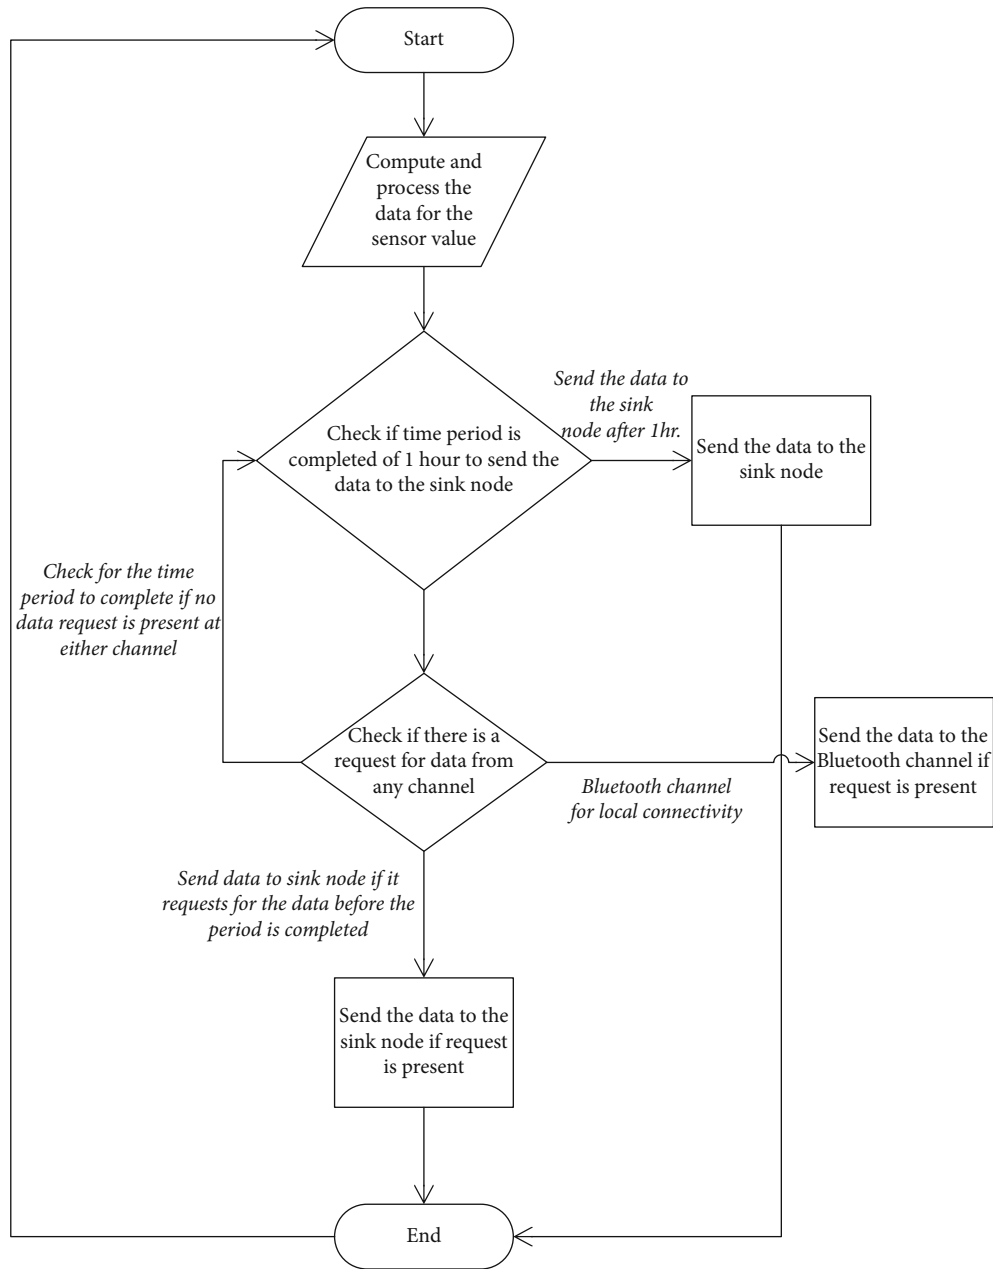 Start
Compute and
process the
data for the
sensor value
Send the data to
the sink
node after 1hr.
Check if time period is
completed of 1 hour to send the
data to the sink node
Send the data to the
sink node
Check for the time
period to complete if no
data request is present at
either channel
Check if there is a
request for data from
any channel
Bluetooth channel
for local connectivity
Send the data to the
Bluetooth channel if
request is present
Send data to sink node if it
requests for the data before the
period is completed
Send the data to the
sink node if request
is present
End